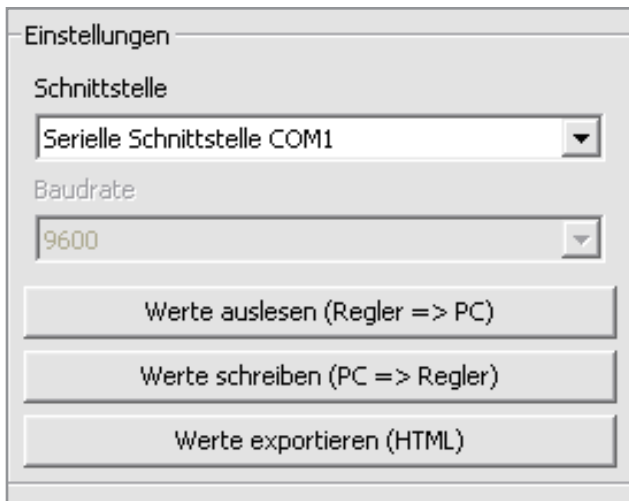 Einstellungen
Schnittstelle
Serielle Schnittstelle COM1
Baudrate
9600
Werte auslesen (Regler => PC)
Werte schreiben (PC => Regler)
Werte exportieren (HTML)